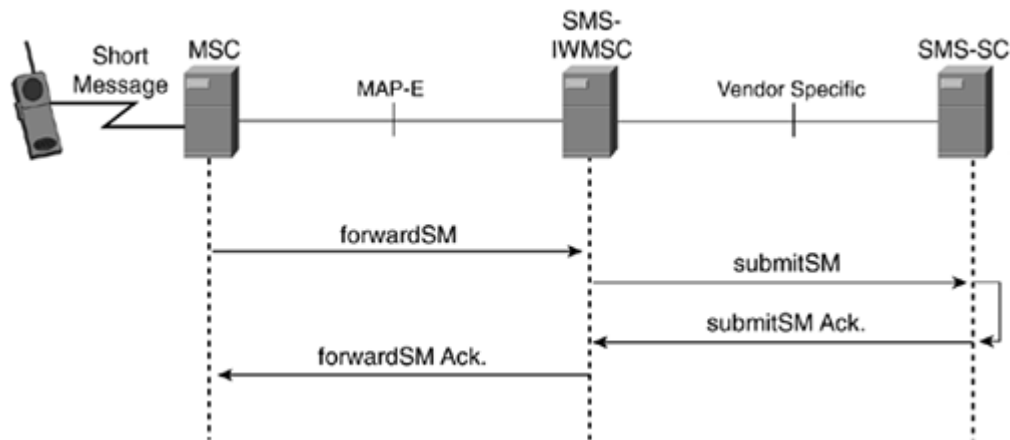 Short
Message
MSC
MAP-E
SMS-
IWMSC
Vendor Specific
SMS-SC
forwardSM
submitSM
submitSM Ack.
forwardSM Ack.